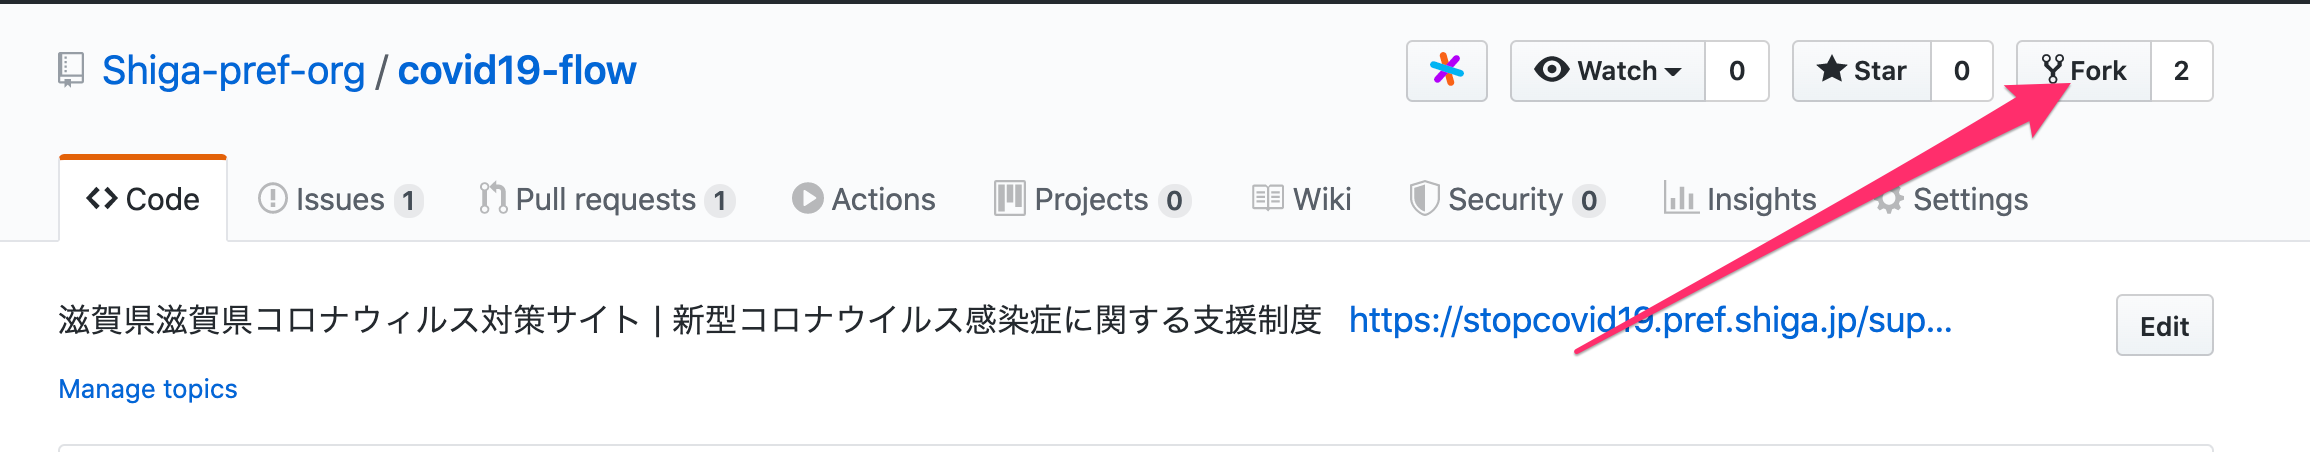 Shiga-pref-org / covid19-flow Watch 0 Star 0 Fork 2
Code Issues 1 Pull requests 1 Actions Projects 0 Wiki Security 0 Insights Settings
滋賀県滋賀県コロナウィルス対策サイト | 新型コロナウイルス感染症に関する支援制度 https://stopcovid19.pref.shiga.jp/sup... Edit
Manage topics